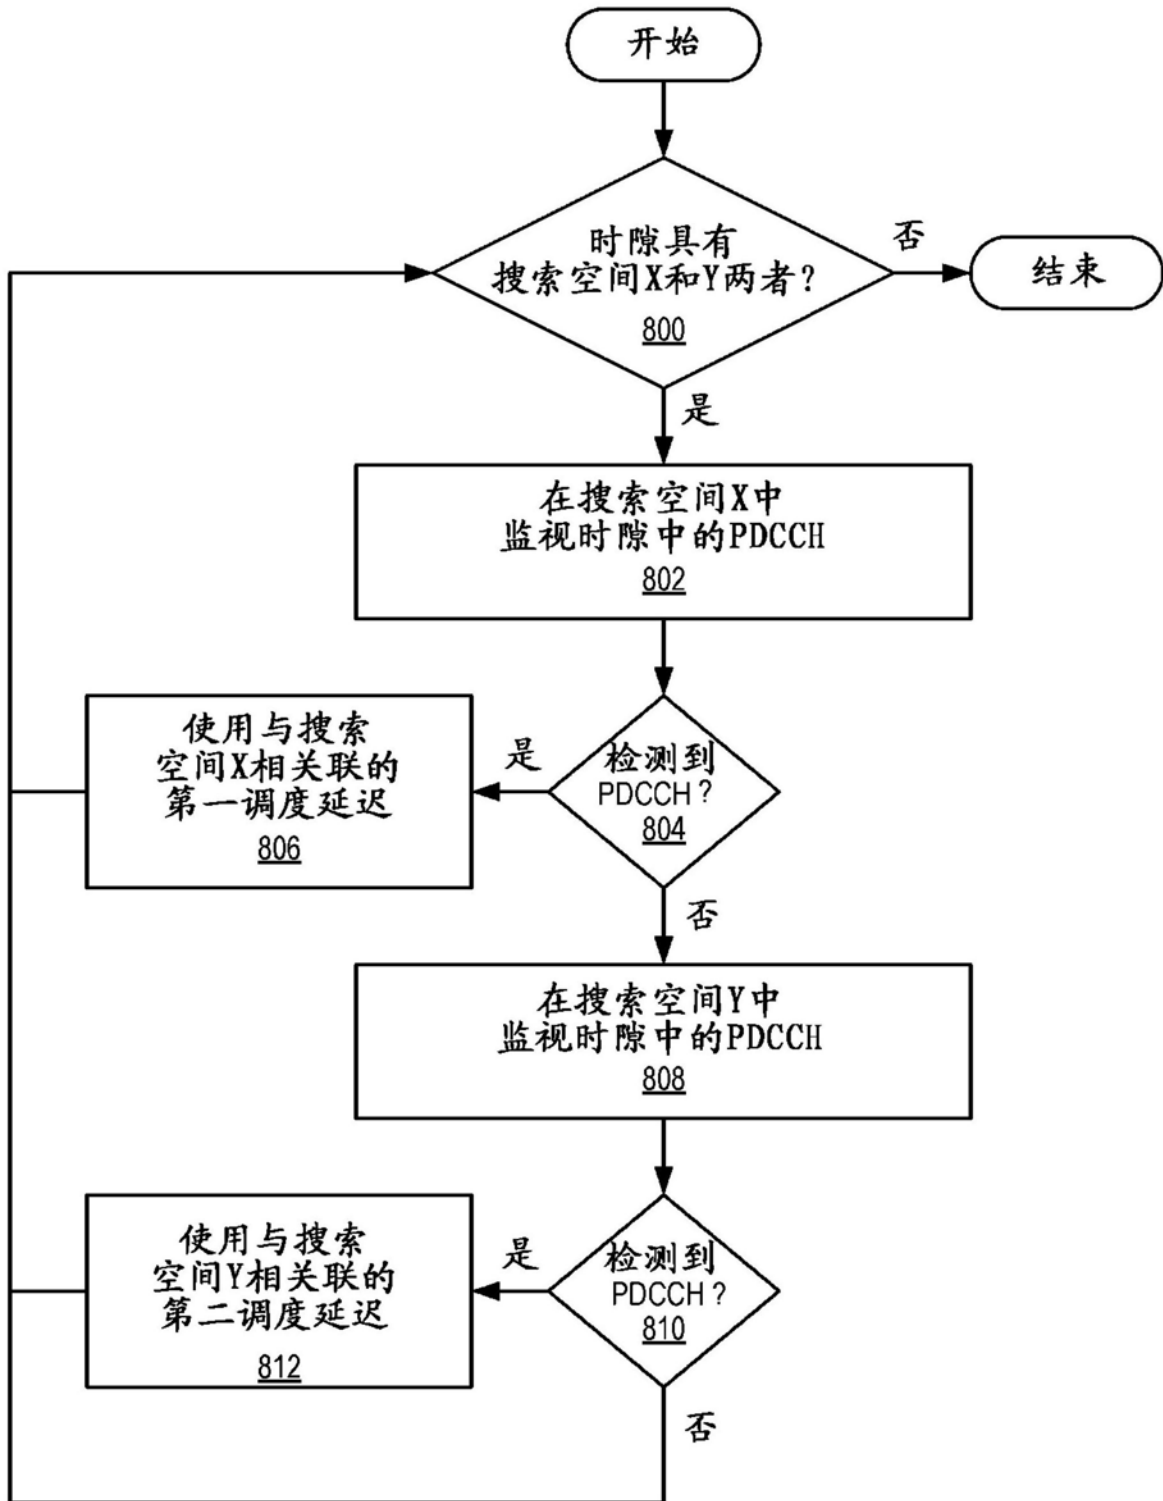 开始
时隙具有
搜索空间X和Y两者?
800
否
结束
是
在搜索空间X中
监视时隙中的PDCCH
802
使用与搜索
空间X相关联的
第一调度延迟
806
是
检测到
PDCCH?
804
否
在搜索空间Y中
监视时隙中的PDCCH
808
使用与搜索
空间Y相关联的
第二调度延迟
812
是
检测到
PDCCH?
810
否